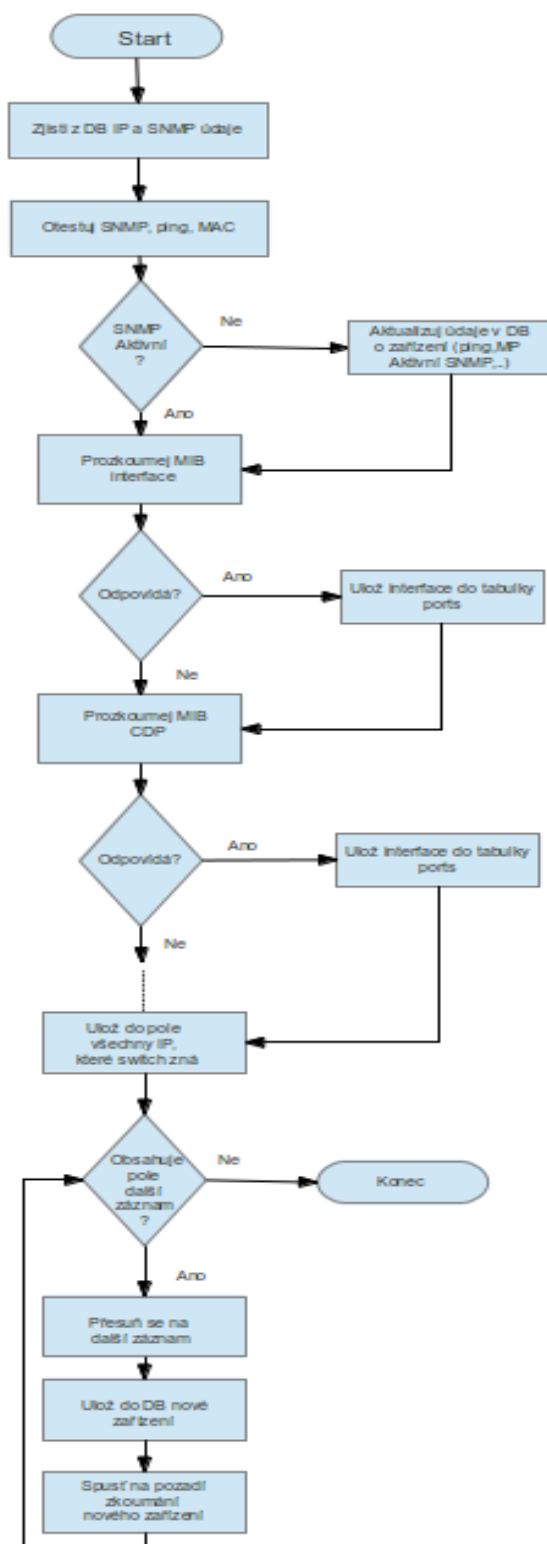 Start
Zjisti z DB IP a SNMP údaje
Otestuj SNMP, ping, MAC
SNMP
Aktivní
?
Ne
Aktualizuj údaje v DB
o zařízení (ping,MP
Aktivní SNMP,..)
Ano
Prozkoumej MIB
Interface
Odpovídá?
Ano
Ulož interface do tabulky
ports
Ne
Prozkoumej MIB
CDP
Odpovídá?
Ano
Ulož interface do tabulky
ports
Ne
Ulož do pole
všechny IP,
které switch zná
Obsahuje
pole
další
záznam
?
Ne
Konec
Ano
Přesuň se na
další záznam
Ulož do DB nové
zařízení
Spusť na pozadí
zkoumání
nového zařízení